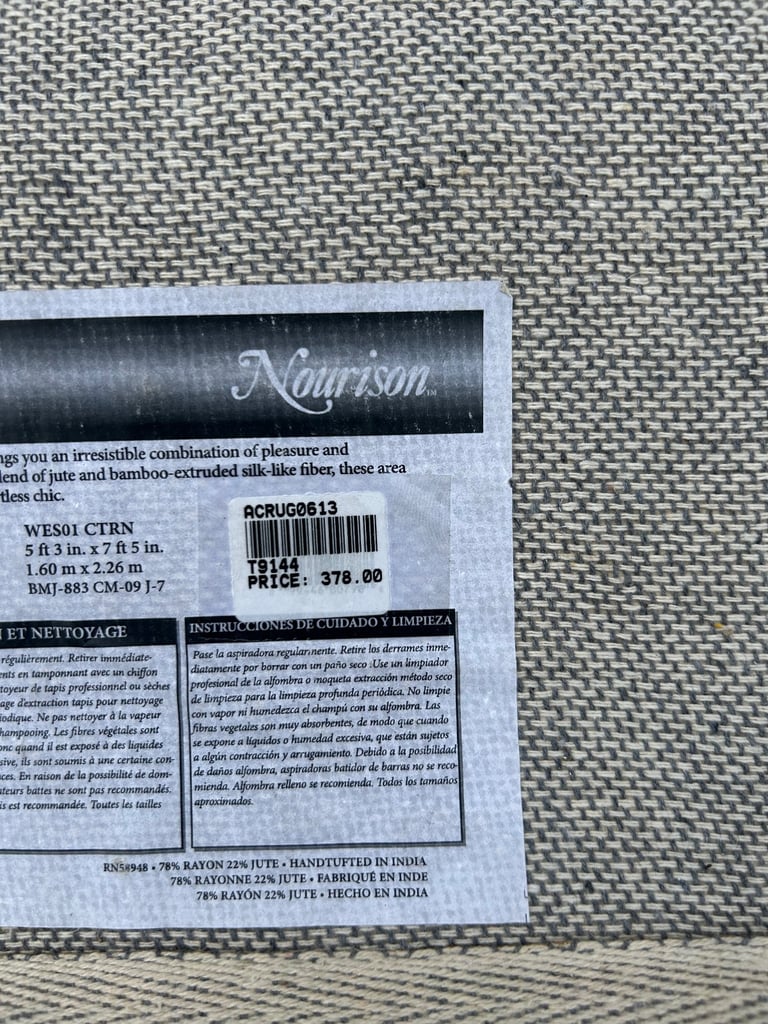 Nourison™
ngs you an irresistible combination of pleasure and
lend of jute and bamboo-extruded silk-like fiber, these area
tless chic.
WES01 CTRN
5 ft 3 in. x 7 ft 5 in.
1.60 m x 2.26 m
BMJ-883 CM-09 J-7
ACRUG0613
T9144
PRICE: 378.00
N ET NETTOYAGE
régulièrement. Retirer immédiate-
ents en tamponnant avec un chiffon
toyeur de tapis professionnel ou sèches
age d'extraction tapis pour nettoyage
iodique. Ne pas nettoyer à la vapeur
hampooing. Les fibres végétales sont
onc quand il est exposé à des liquides
sive, ils sont soumis à une certaine con-
ces. En raison de la possibilité de dom-
ateurs battes ne sont pas recommandés.
is est recommandée. Toutes les tailles
INSTRUCCIONES DE CUIDADO Y LIMPIEZA
Pase la aspiradora regularmente. Retire los derrames inme-
diatamente por borrar con un paño seco .Use un limpiador
profesional de la alfombra o moqueta extracción método seco
de limpieza para la limpieza profunda periódica. No limpie
con vapor ni humedezca el champú con su alfombra. Las
fibras vegetales son muy absorbentes, de modo que cuando
se expone a líquidos o humedad excesiva, que están sujetos
a algún contracción y arrugamiento. Debido a la posibilidad
de daños alfombra, aspiradoras batidor de barras no se reco-
mienda. Alfombra relleno se recomienda. Todos los tamaños
aproximados.
RN58948 • 78% RAYON 22% JUTE • HANDTUFTED IN INDIA
78% RAYONNE 22% JUTE • FABRIQUÉ EN INDE
78% RAYÓN 22% JUTE • HECHO EN INDIA